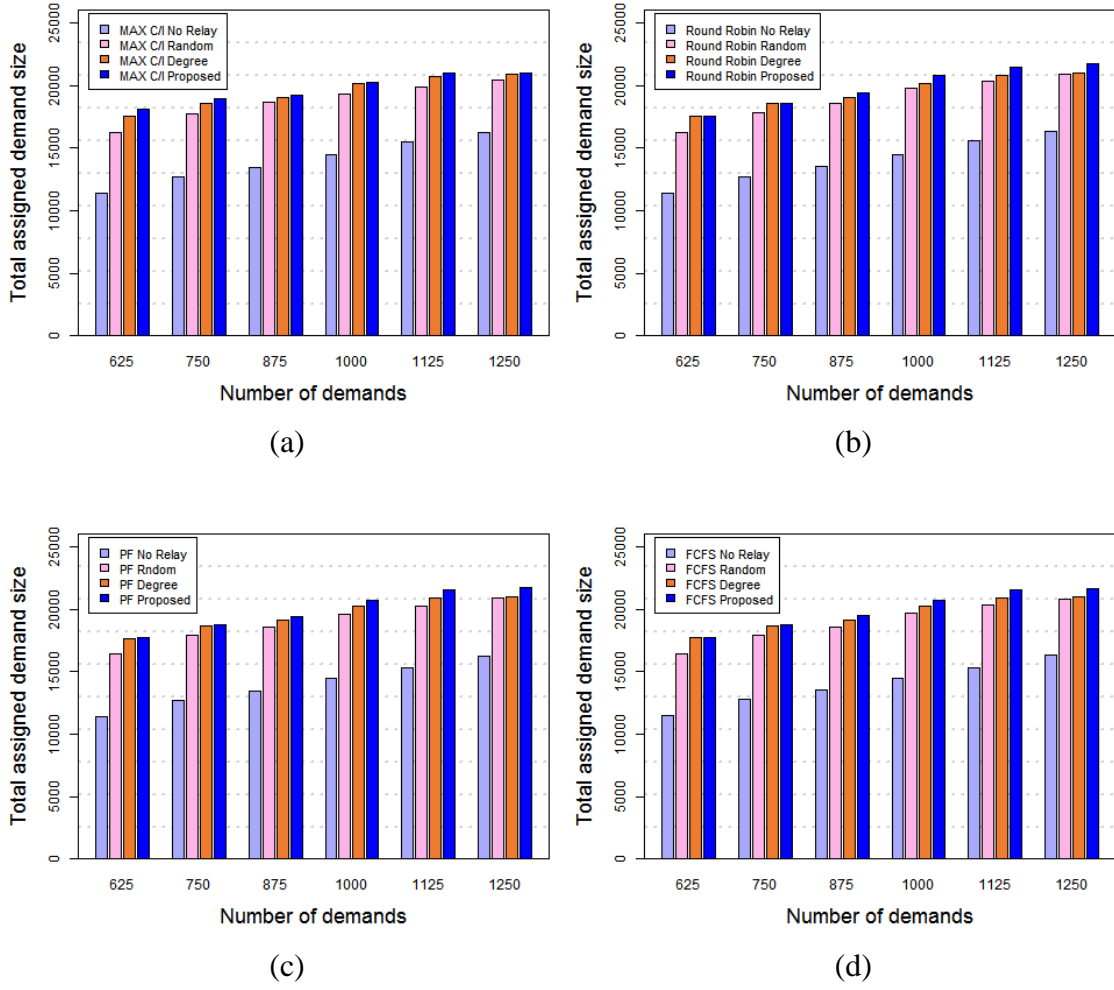 MAX C/I No Relay
MAX C/I Random
MAX C/I Degree
MAX C/I Proposed
Total assigned demand size
0
5000
10000
15000
20000
25000
625 750 875 1000 1125 1250
Number of demands
(a)
Round Robin No Relay
Round Robin Random
Round Robin Degree
Round Robin Proposed
Total assigned demand size
0
5000
10000
15000
20000
25000
625 750 875 1000 1125 1250
Number of demands
(b)
PF No Relay
PF Rndom
PF Degree
PF Proposed
Total assigned demand size
0
5000
10000
15000
20000
25000
625 750 875 1000 1125 1250
Number of demands
(c)
FCFS No Relay
FCFS Random
FCFS Degree
FCFS Proposed
Total assigned demand size
0
5000
10000
15000
20000
25000
625 750 875 1000 1125 1250
Number of demands
(d)